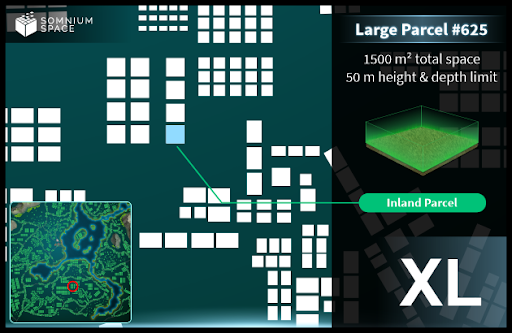 SOMNIUM
SPACE
Large Parcel #625
1500 m² total space
50 m height & depth limit
Inland Parcel
XL